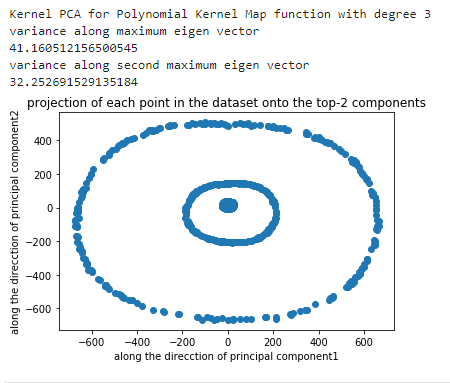 Kernel PCA for Polynomial Kernel Map function with degree 3
variance along maximum eigen vector
41.160512156500545
variance along second maximum eigen vector
32.252691529135184
projection of each point in the dataset onto the top-2 components
along the direcction of principal component2
400
200
0
−200
−400
−600
−600 −400 −200 0 200 400 600
along the direcction of principal component1